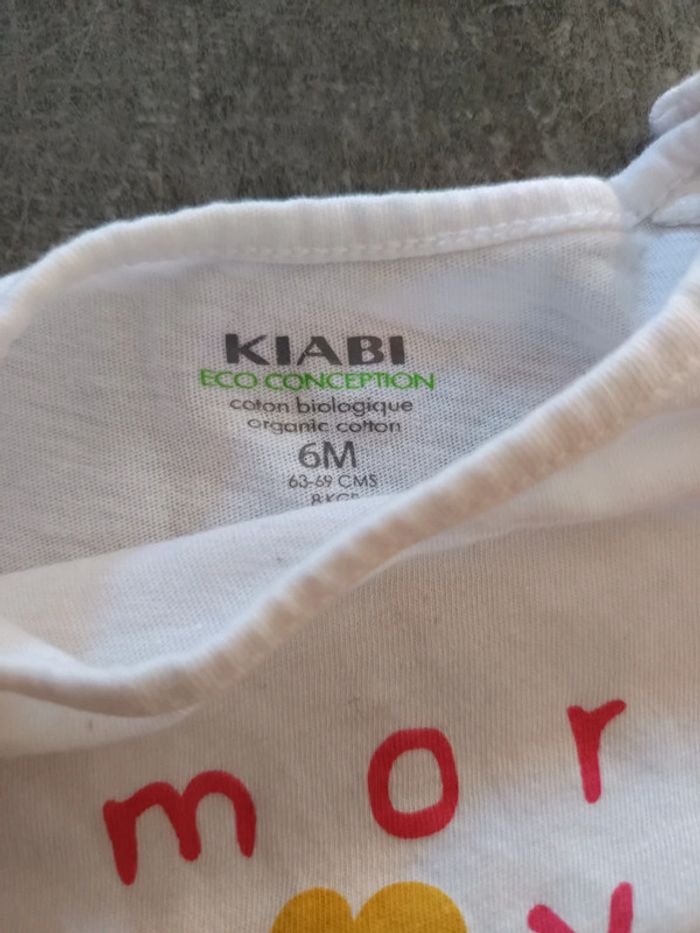 KIABI
ECO CONCEPTION
coton biologique
organic cotton
6M
63-69 CMS
mor